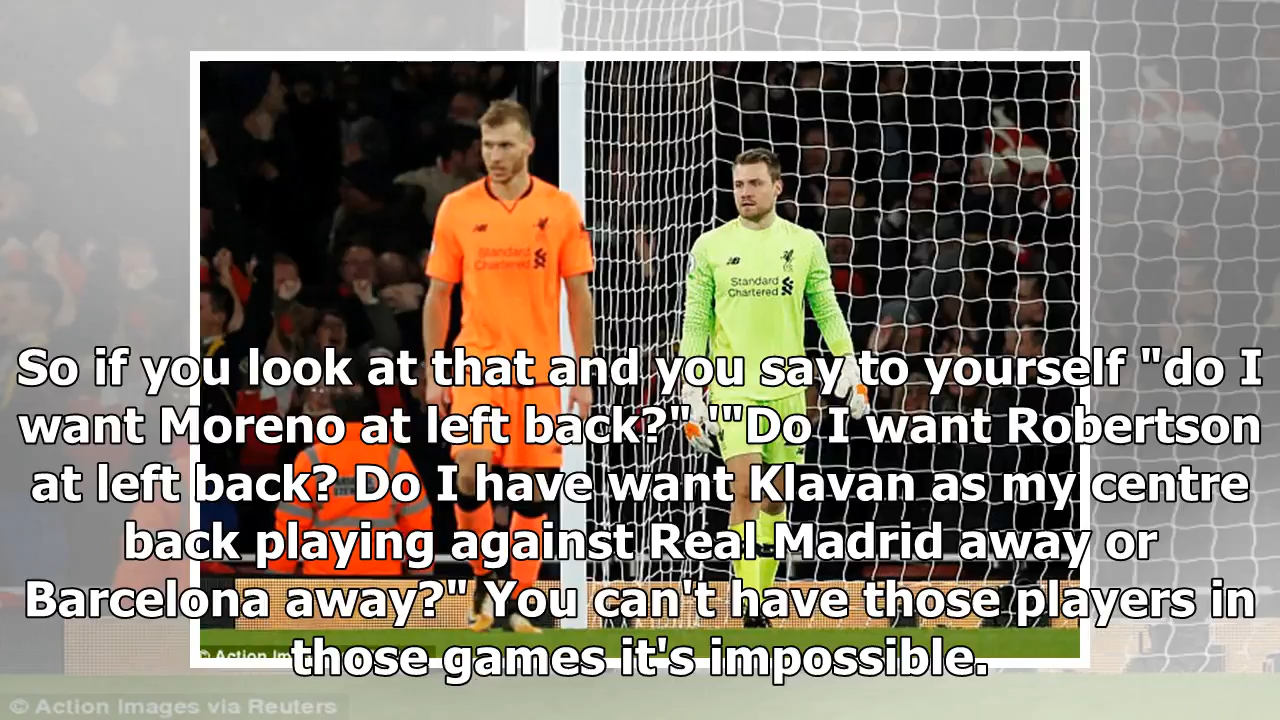 Standard
Chartered
Standard
Chartered
So if you look at that and you say to yourself "do I
want Moreno at left back?" '"Do I want Robertson
at left back? Do I have want Klavan as my centre
back playing against Real Madrid away or
Barcelona away?" You can't have those players in
those games it's impossible.
© Action Im
© Action Images via Reuters